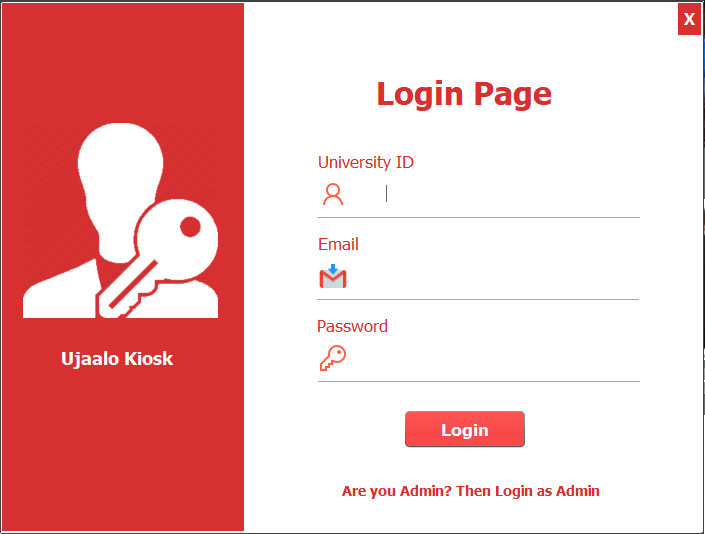 X
Login Page
University ID
Email
Password
Ujaalo Kiosk
Login
Are you Admin? Then Login as Admin